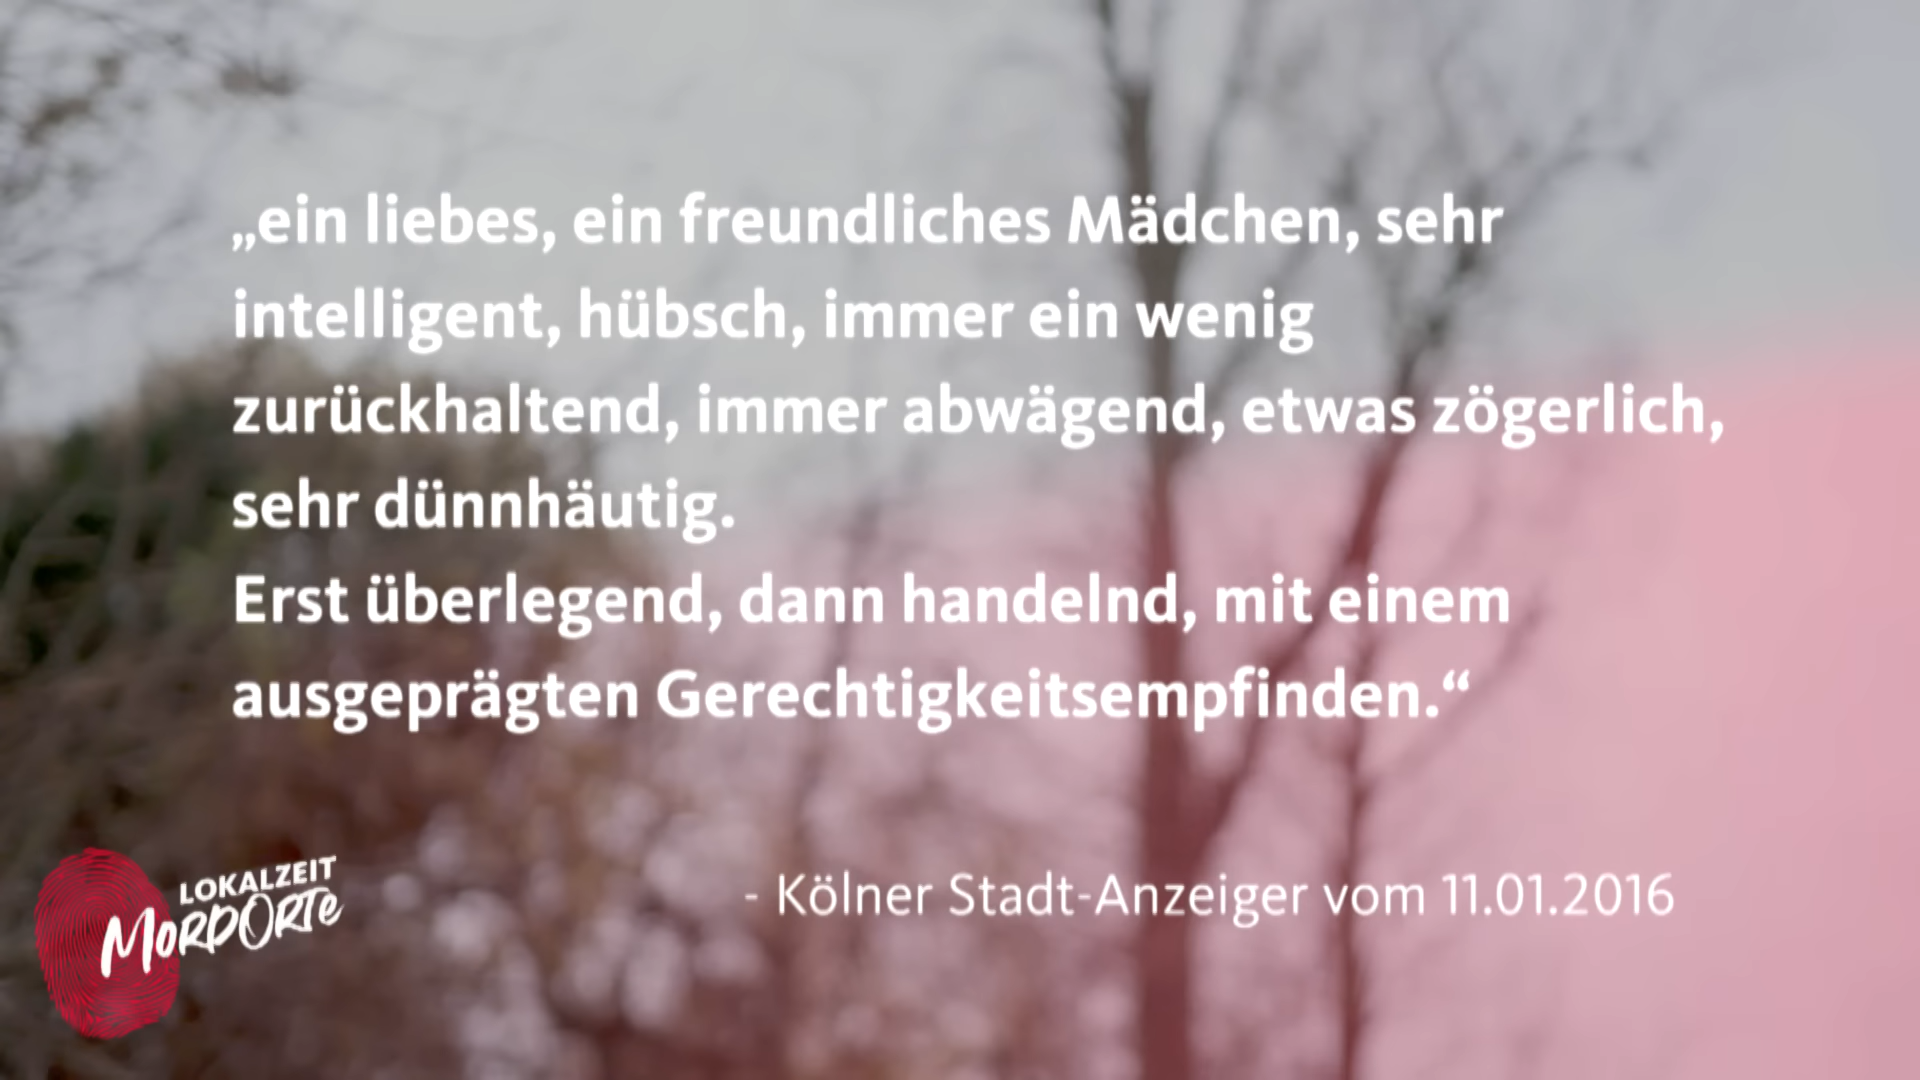 „ein liebes, ein freundliches Mädchen, sehr
intelligent, hübsch, immer ein wenig
zurückhaltend, immer abwägend, etwas zögerlich,
sehr dünnhäutig.
Erst überlegend, dann handelnd, mit einem
ausgeprägten Gerechtigkeitsempfinden.“
- Kölner Stadt-Anzeiger vom 11.01.2016
LOKALZEIT
MORDORTE